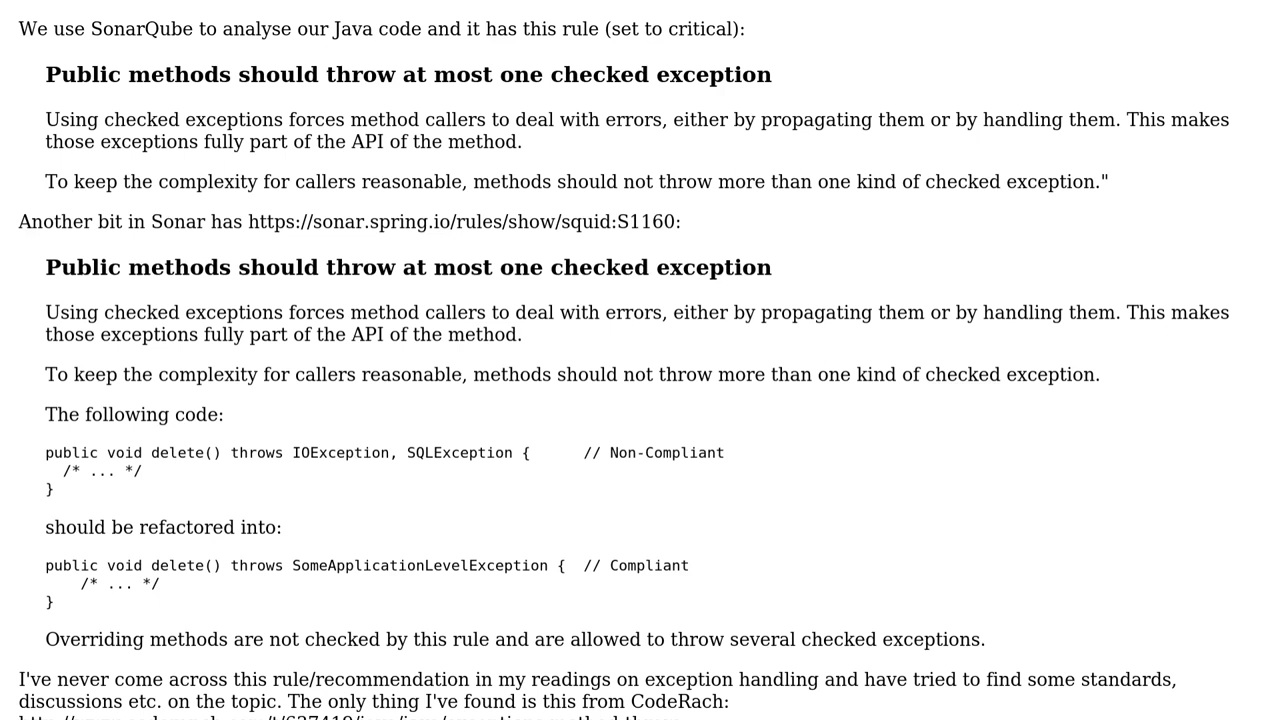 We use SonarQube to analyse our Java code and it has this rule (set to critical):
Public methods should throw at most one checked exception
Using checked exceptions forces method callers to deal with errors, either by propagating them or by handling them. This makes
those exceptions fully part of the API of the method.
To keep the complexity for callers reasonable, methods should not throw more than one kind of checked exception."
Another bit in Sonar has https://sonar.spring.io/rules/show/squid:S1160:
Public methods should throw at most one checked exception
Using checked exceptions forces method callers to deal with errors, either by propagating them or by handling them. This makes
those exceptions fully part of the API of the method.
To keep the complexity for callers reasonable, methods should not throw more than one kind of checked exception.
The following code:
public void delete() throws IOException, SQLException {      // Non-Compliant
  /* ... */
}
should be refactored into:
public void delete() throws SomeApplicationLevelException {  // Compliant
    /* ... */
}
Overriding methods are not checked by this rule and are allowed to throw several checked exceptions.
I've never come across this rule/recommendation in my readings on exception handling and have tried to find some standards,
discussions etc. on the topic. The only thing I've found is this from CodeRach: